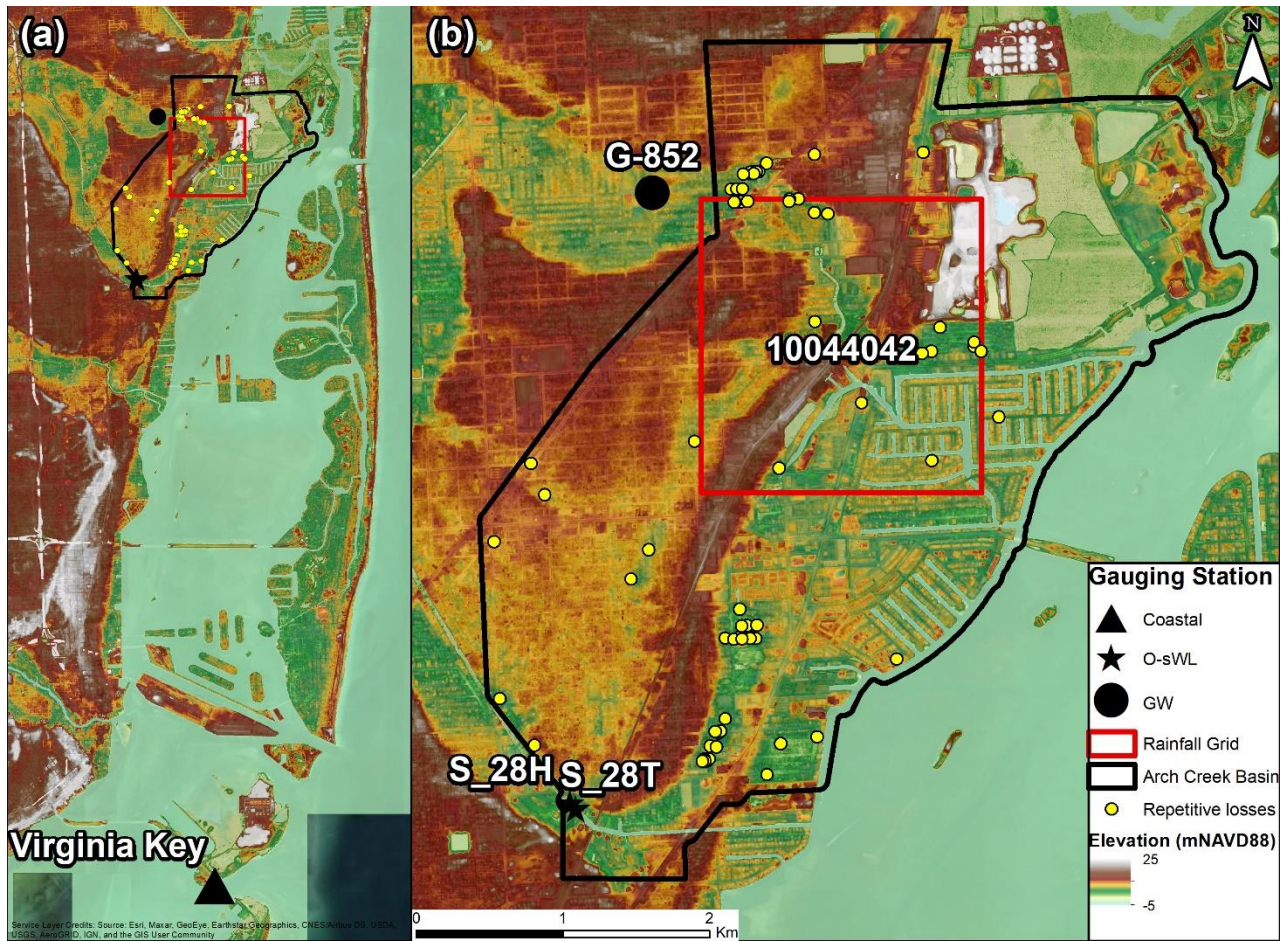 (a)
Virginia Key
Service Layer Credits: Source: Esri, Maxar, GeoEye, Earthstar Geographics, CNES/Airbus DS, USDA,
USGS, AeroGRID, IGN, and the GIS User Community
(b)
N
G-852
10044042
S_28H
S_28T
0 1 2
Km
Gauging Station
Coastal
O-sWL
GW
Rainfall Grid
Arch Creek Basin
Repetitive losses
Elevation (mNAVD88)
25
-5